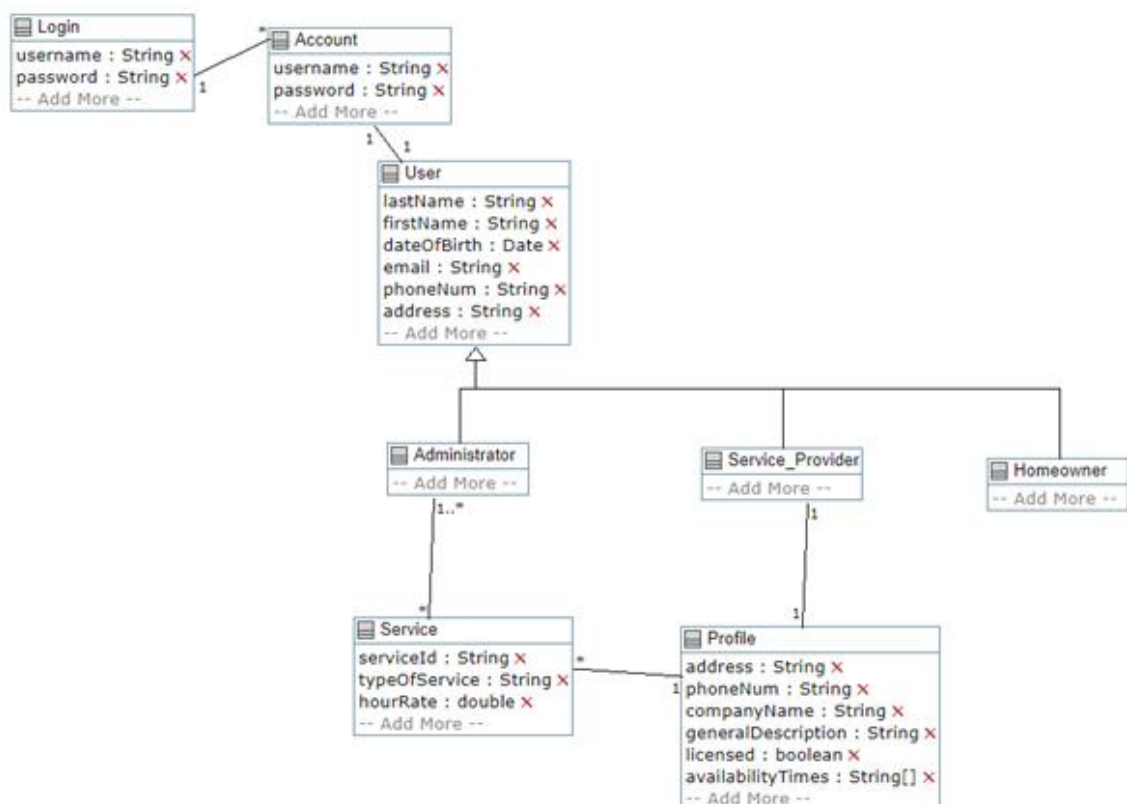 Login
username : String ×
password : String ×
-- Add More --
1
*
Account
username : String ×
password : String ×
-- Add More --
1
1
User
lastName : String ×
firstName : String ×
dateOfBirth : Date ×
email : String ×
phoneNum : String ×
address : String ×
-- Add More --
Administrator
-- Add More --
1..*
Service_Provider
-- Add More --
1
Homeowner
-- Add More --
*
Service
serviceId : String ×
typeOfService : String ×
hourRate : double ×
-- Add More --
*
1
1
Profile
address : String ×
phoneNum : String ×
companyName : String ×
generalDescription : String ×
licensed : boolean ×
availabilityTimes : String[] ×
-- Add More --